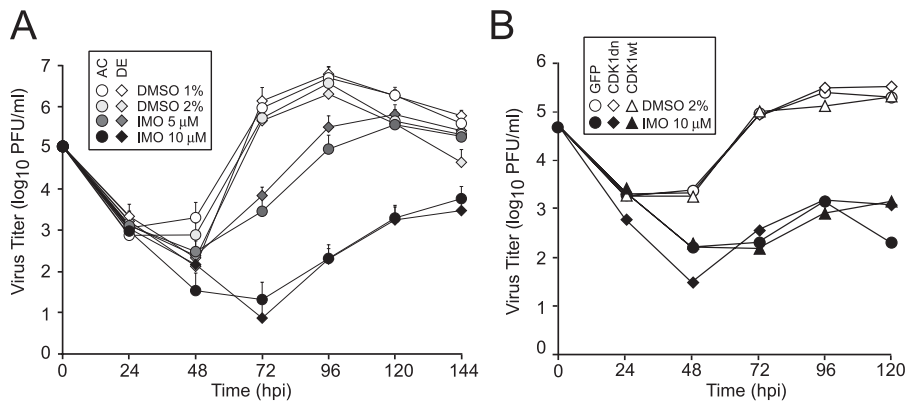 A
AC
DE
DMSO 1%
DMSO 2%
IMO 5 μM
IMO 10 μM
Virus Titer (log10 PFU/ml)
7
6
5
4
3
2
1
0
0 24 48 72 96 120 144
Time (hpi)
B
GFP
CDK1dn
CDK1wt
DMSO 2%
IMO 10 μM
Virus Titer (log10 PFU/ml)
6
5
4
3
2
1
0
0 24 48 72 96 120
Time (hpi)